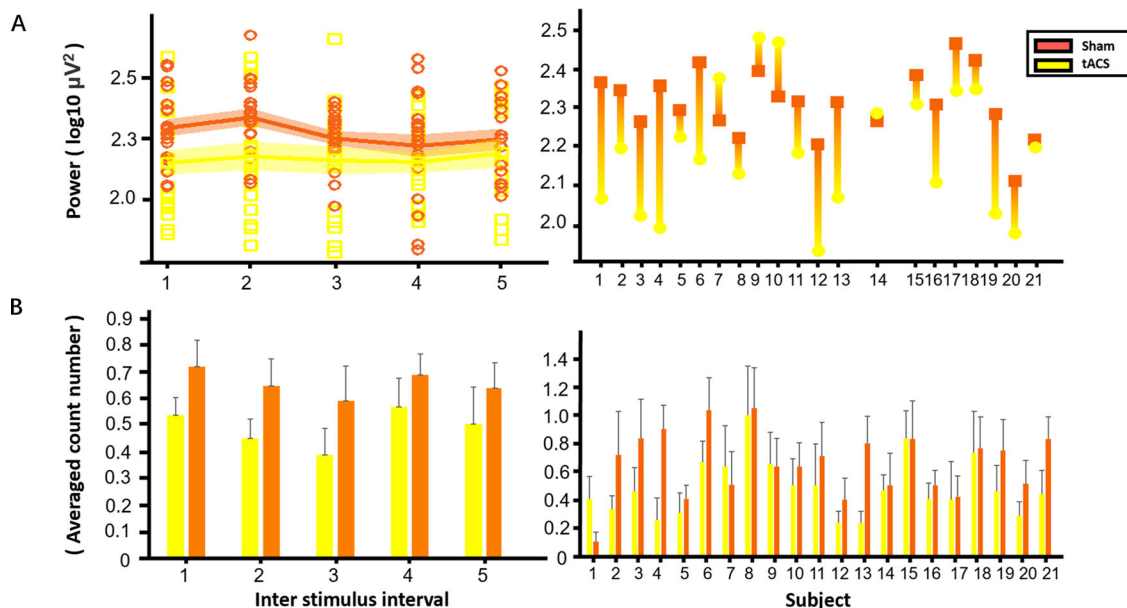 A
Power ( log10 µV²)
2.5
2.3
2.0
1 2 3 4 5
2.5
2.4
2.3
2.2
2.1
2.0
1 2 3 4 5 6 7 8 9 10 11 12 13 14 15 16 17 18 19 20 21
Sham
tACS
B
( Averaged count number )
0.9
0.8
0.7
0.6
0.5
0.4
0.3
0.2
0.1
0
1 2 3 4 5
Inter stimulus interval
1.4
1.2
1.0
0.8
0.6
0.4
0.2
0
1 2 3 4 5 6 7 8 9 10 11 12 13 14 15 16 17 18 19 20 21
Subject